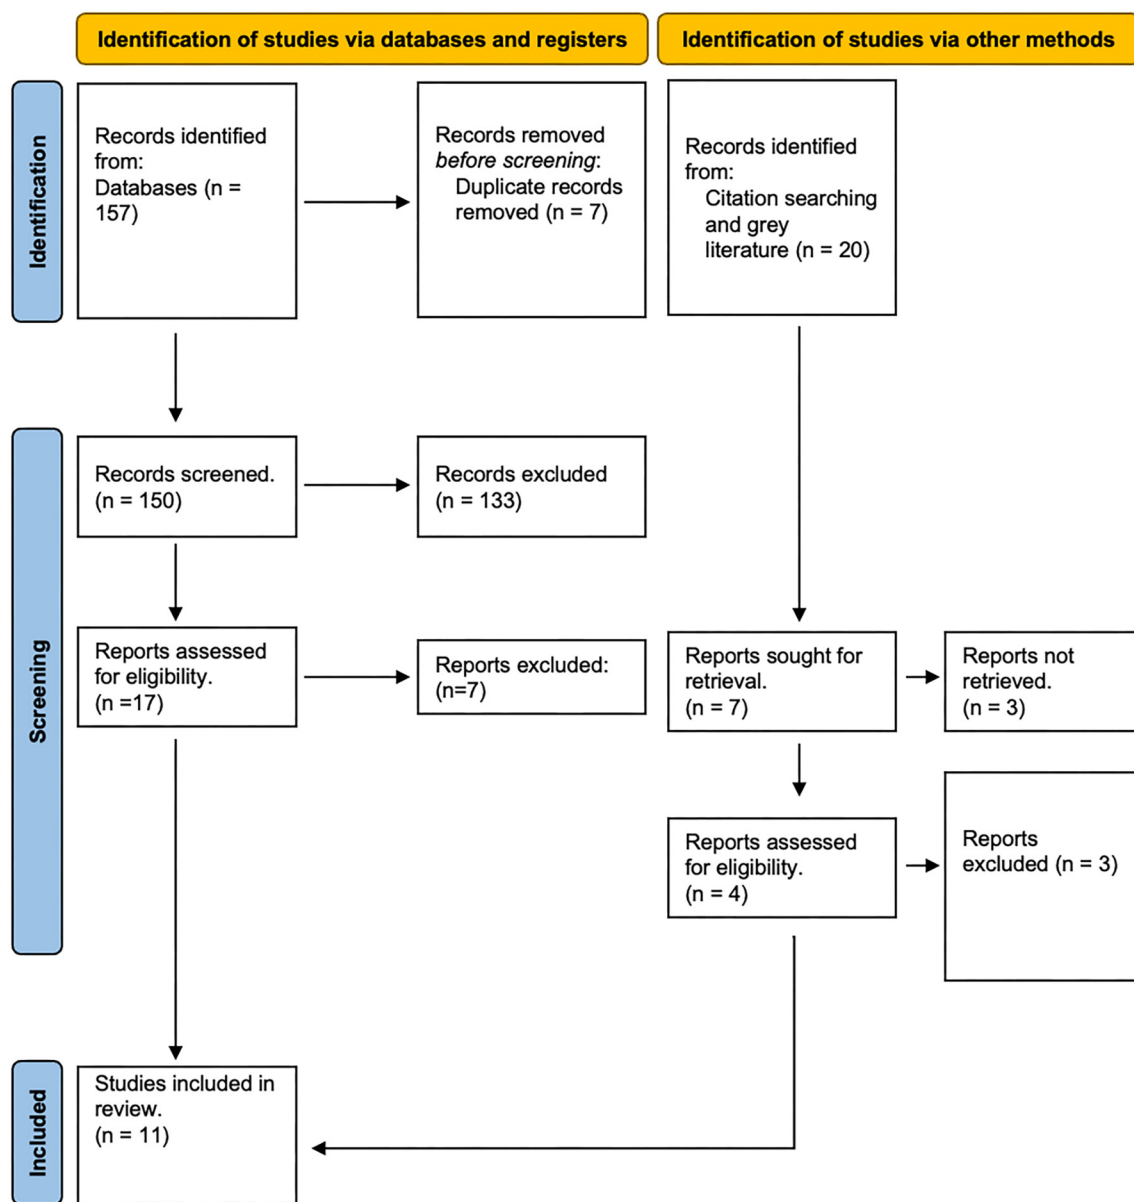 Identification of studies via databases and registers
Identification of studies via other methods
Identification
Records identified
from:
Databases (n =
157)
Records removed
before screening:
Duplicate records
removed (n = 7)
Records identified
from:
Citation searching
and grey
literature (n = 20)
Screening
Records screened.
(n = 150)
Records excluded
(n = 133)
Reports assessed
for eligibility.
(n =17)
Reports excluded:
(n=7)
Reports sought for
retrieval.
(n = 7)
Reports not
retrieved.
(n = 3)
Reports assessed
for eligibility.
(n = 4)
Reports
excluded (n = 3)
Included
Studies included in
review.
(n = 11)